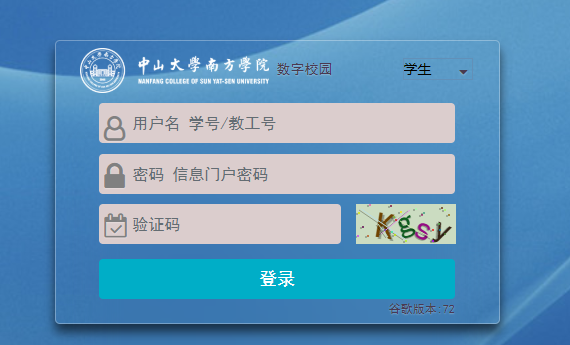 中山大學南方學院 数字校园 学生
NANFANG COLLEGE OF SUN YAT-SEN UNIVERSITY
用户名 学号/教工号
密码 信息门户密码
验证码 Kgsy
登录
谷歌版本:72